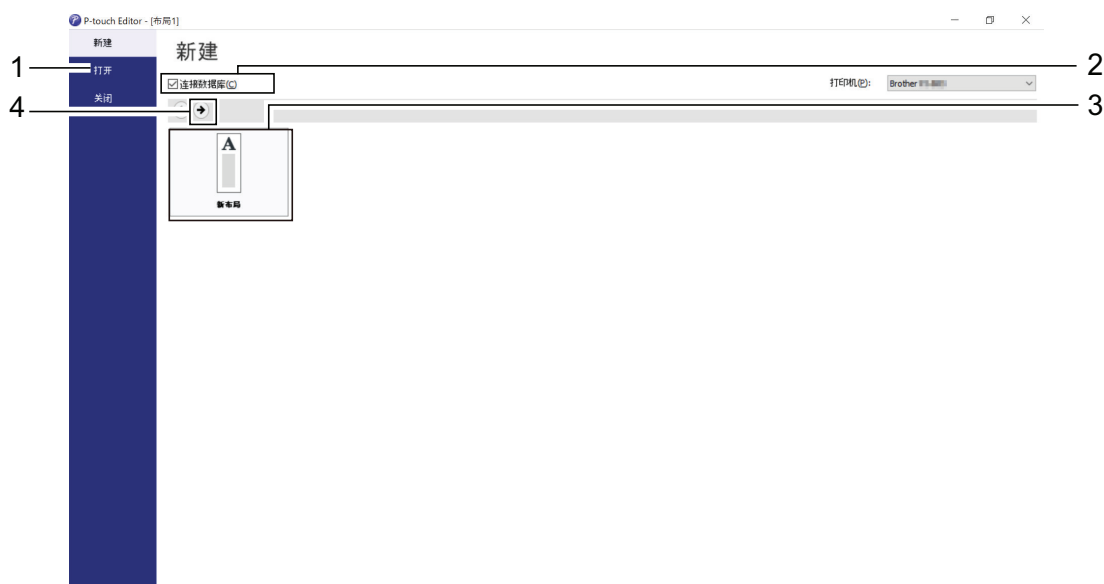 P-touch Editor - [布局1]
新建
打开
关闭
新建
连接数据库(C)
打印机(P):
Brother
A
新布局
1
2
3
4